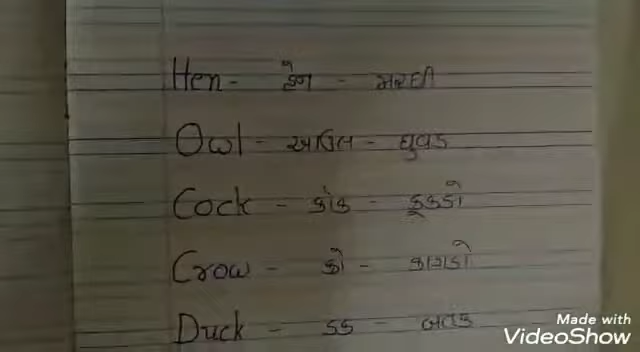 Hen - હેન - મરઘી
Owl - આઉલ - ઘુવડ
Cock - કોક - કૂકડો
Crow - ક્રો - કાગડો
Duck - ડક - બતક
Made with
VideoShow